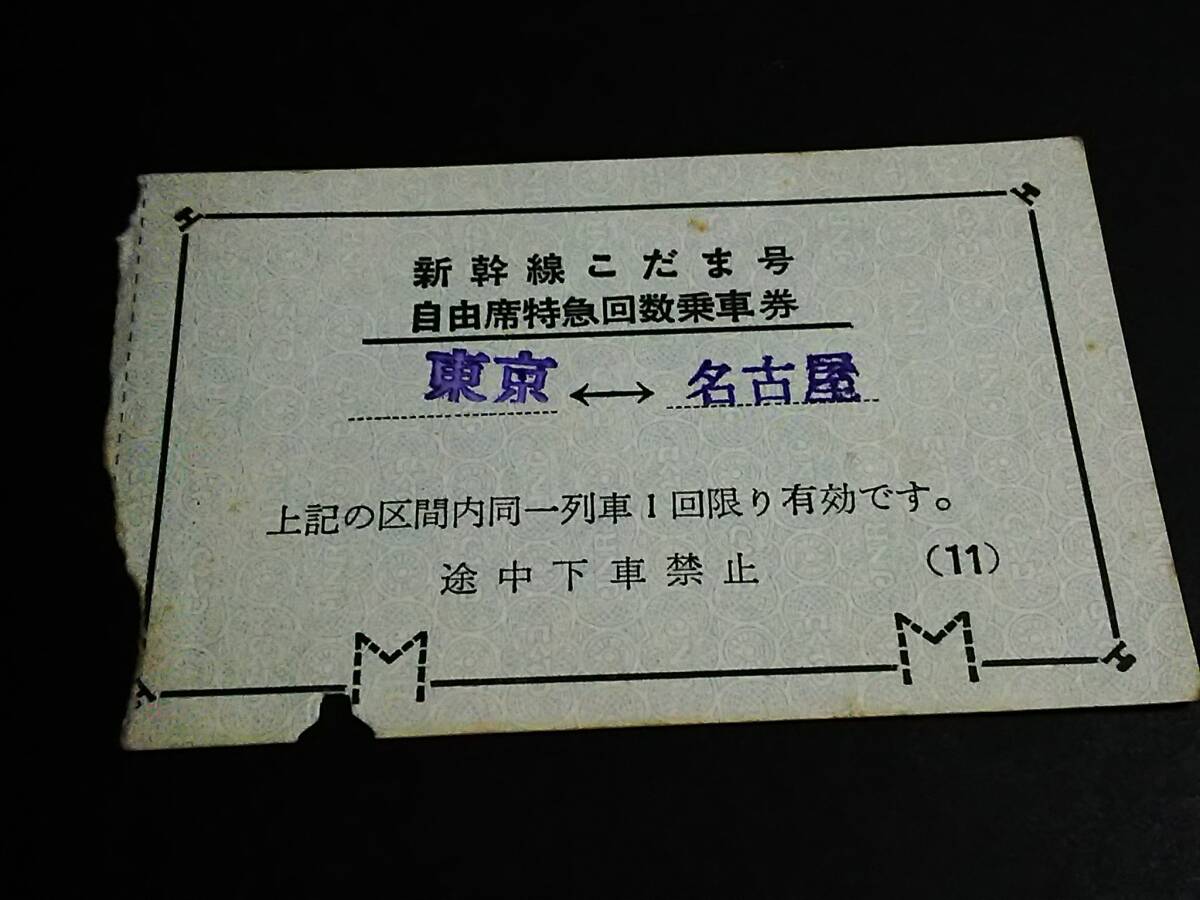 新幹線こだま号
自由席特急回数乗車券
東京 ←→ 名古屋
上記の区間内同一列車1回限り有効です。
途中下車禁止 (11)